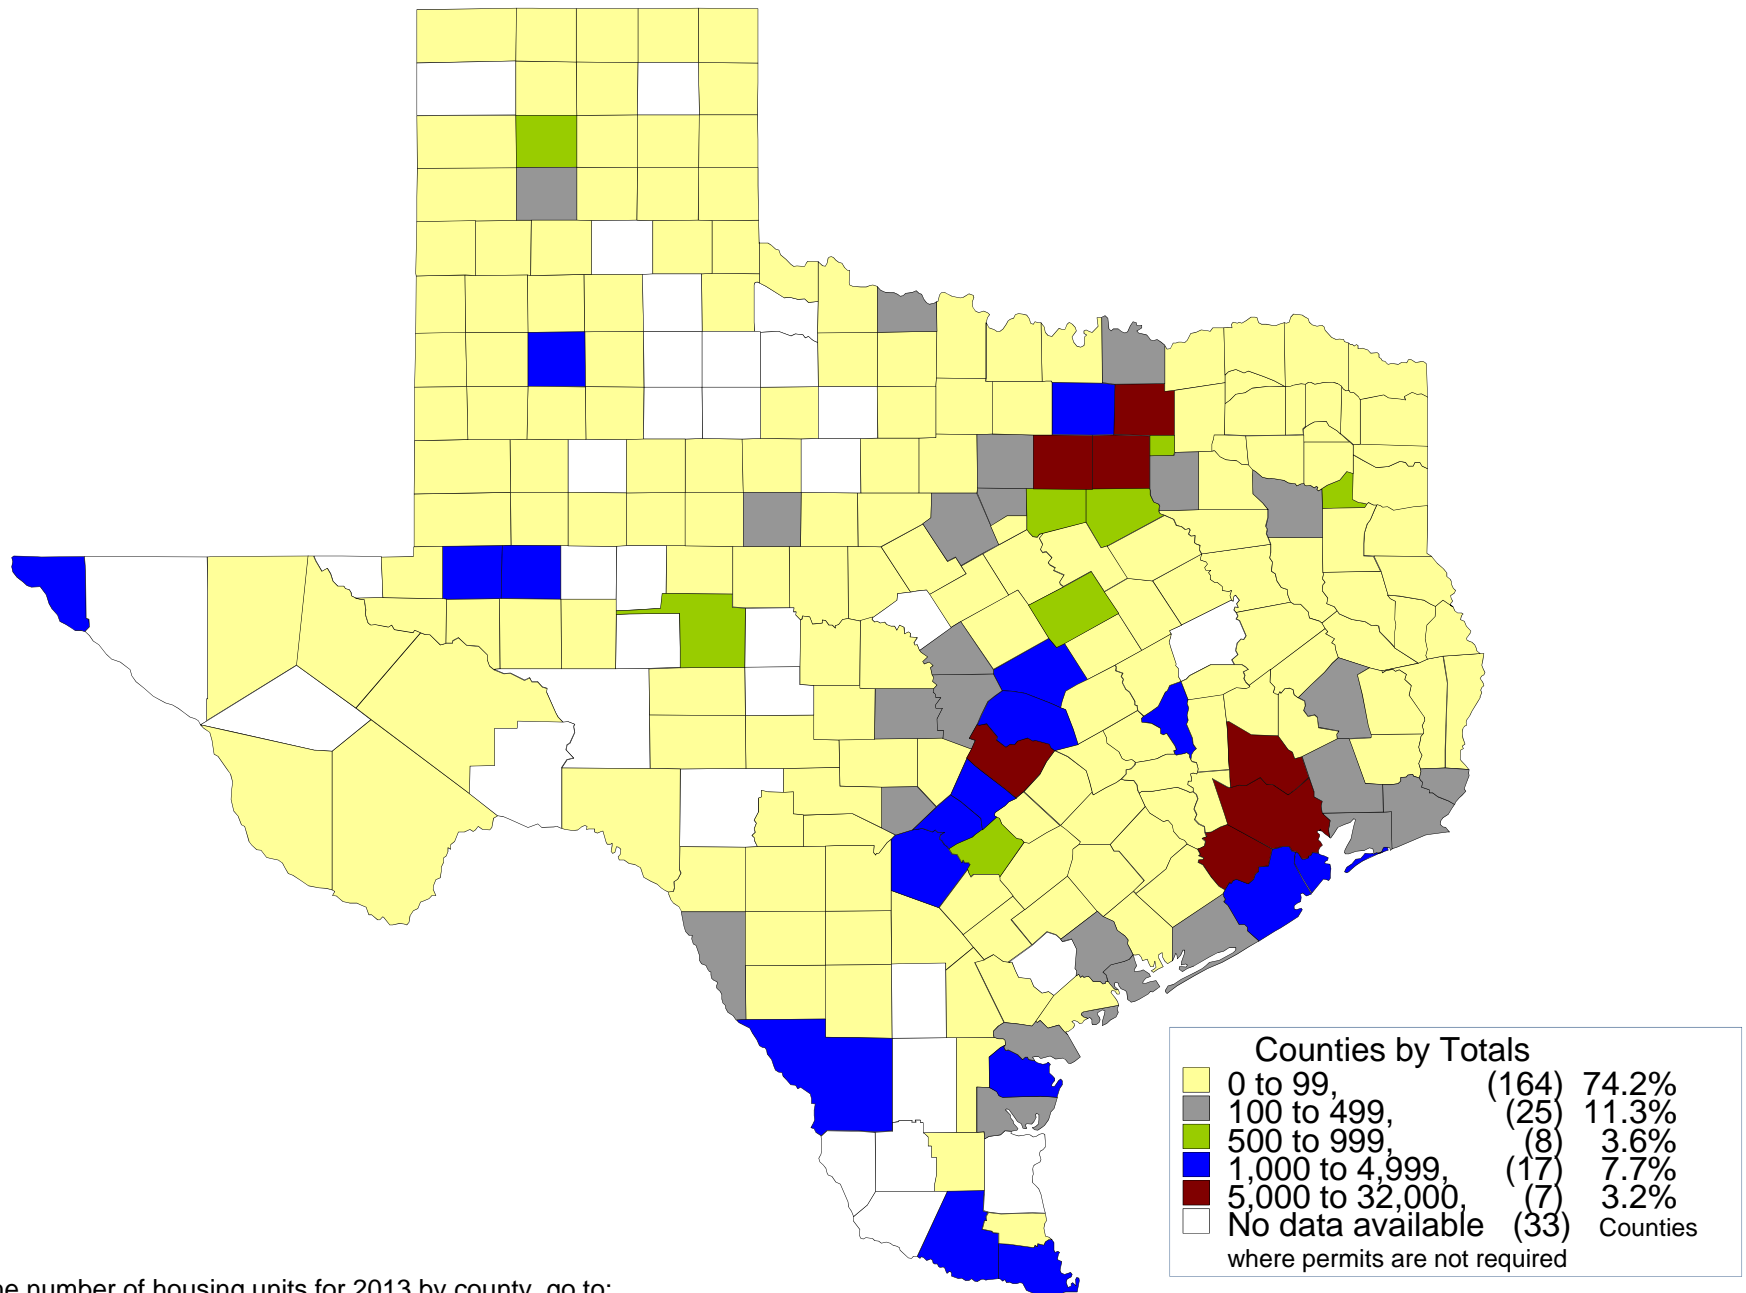 Counties by Totals
0 to 99, (164) 74.2%
100 to 499, (25) 11.3%
500 to 999, (8) 3.6%
1,000 to 4,999, (17) 7.7%
5,000 to 32,000, (7) 3.2%
No data available (33) Counties
where permits are not required
number of housing units for 2013 by county, go to: